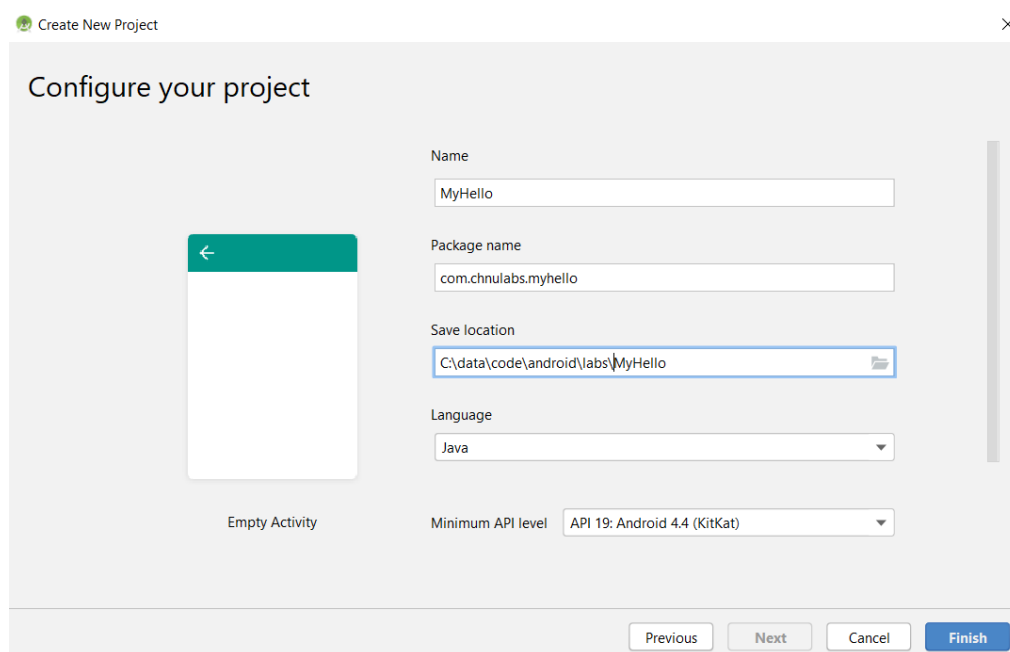 Create New Project
Configure your project
Name
MyHello
Package name
com.chnulabs.myhello
Save location
C:\data\code\android\labs\MyHello
Language
Java
Empty Activity
Minimum API level
API 19: Android 4.4 (KitKat)
Previous
Next
Cancel
Finish